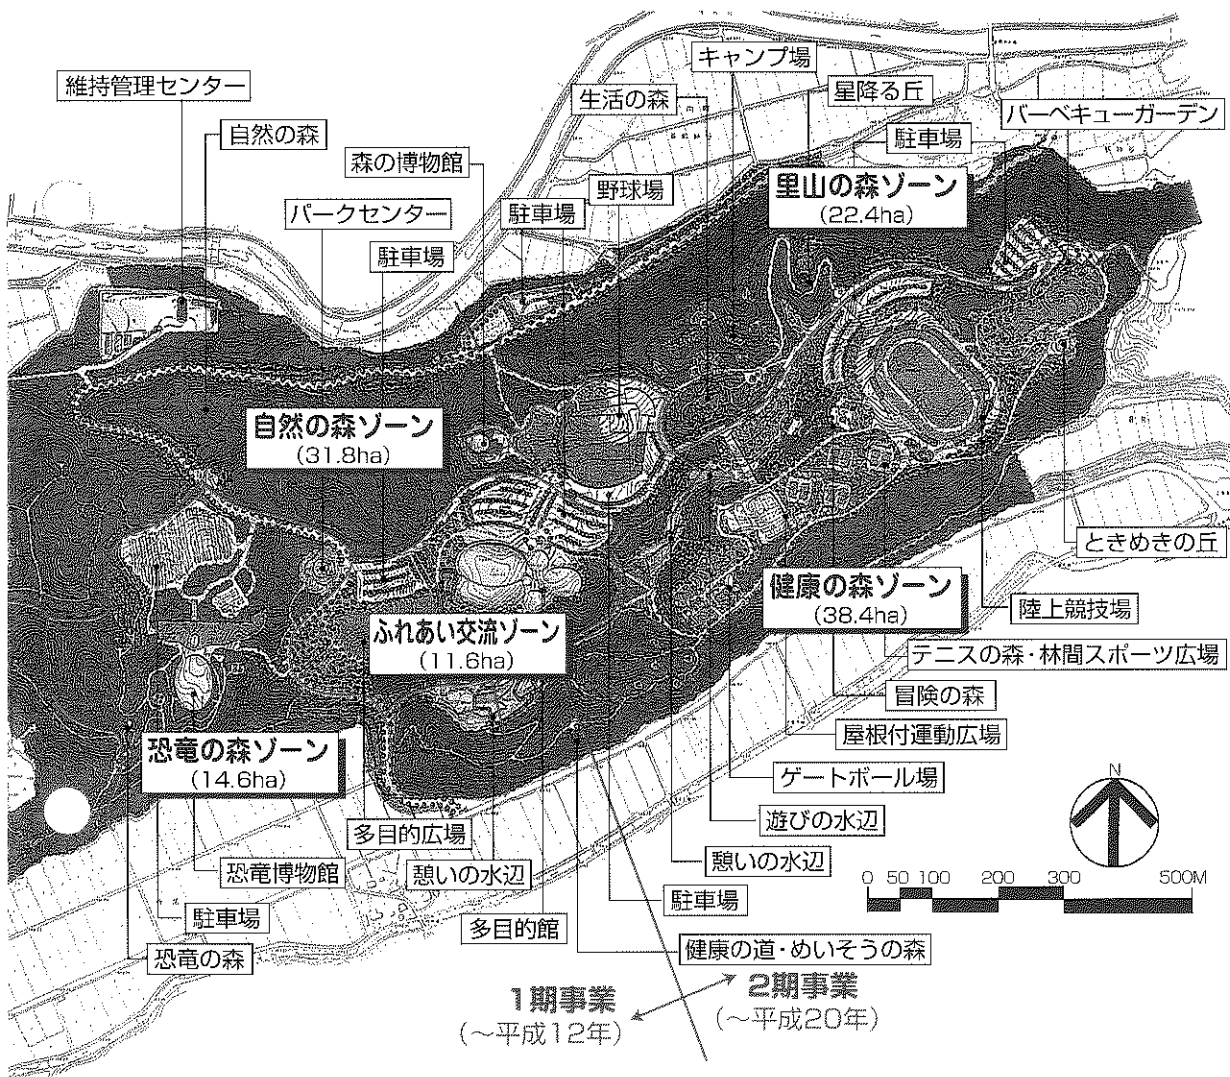 キャンプ場
維持管理センター
生活の森
星降る丘
バーベキューガーデン
自然の森
駐車場
森の博物館
里山の森ゾーン
(22.4ha)
野球場
パークセンター
駐車場
駐車場
自然の森ゾーン
(31.8ha)
ときめきの丘
健康の森ゾーン
(38.4ha)
陸上競技場
ふれあい交流ゾーン
(11.6ha)
テニスの森・林間スポーツ広場
冒険の森
恐竜の森ゾーン
(14.6ha)
屋根付運動広場
ゲートボール場
N
遊びの水辺
多目的広場
憩いの水辺
恐竜博物館
憩いの水辺
0 50 100 200 300 500M
駐車場
駐車場
多目的館
恐竜の森
健康の道・めいそうの森
1期事業
(～平成12年)
2期事業
(～平成20年)